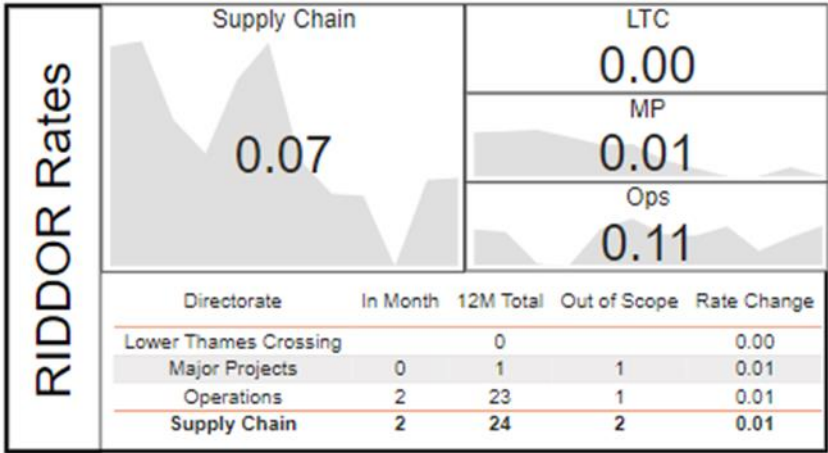 RIDDOR Rates
Supply Chain
0.07
LTC
0.00
MP
0.01
Ops
0.11
Directorate In Month 12M Total Out of Scope Rate Change
Lower Thames Crossing 0 0.00
Major Projects 0 1 1 0.01
Operations 2 23 1 0.01
Supply Chain 2 24 2 0.01